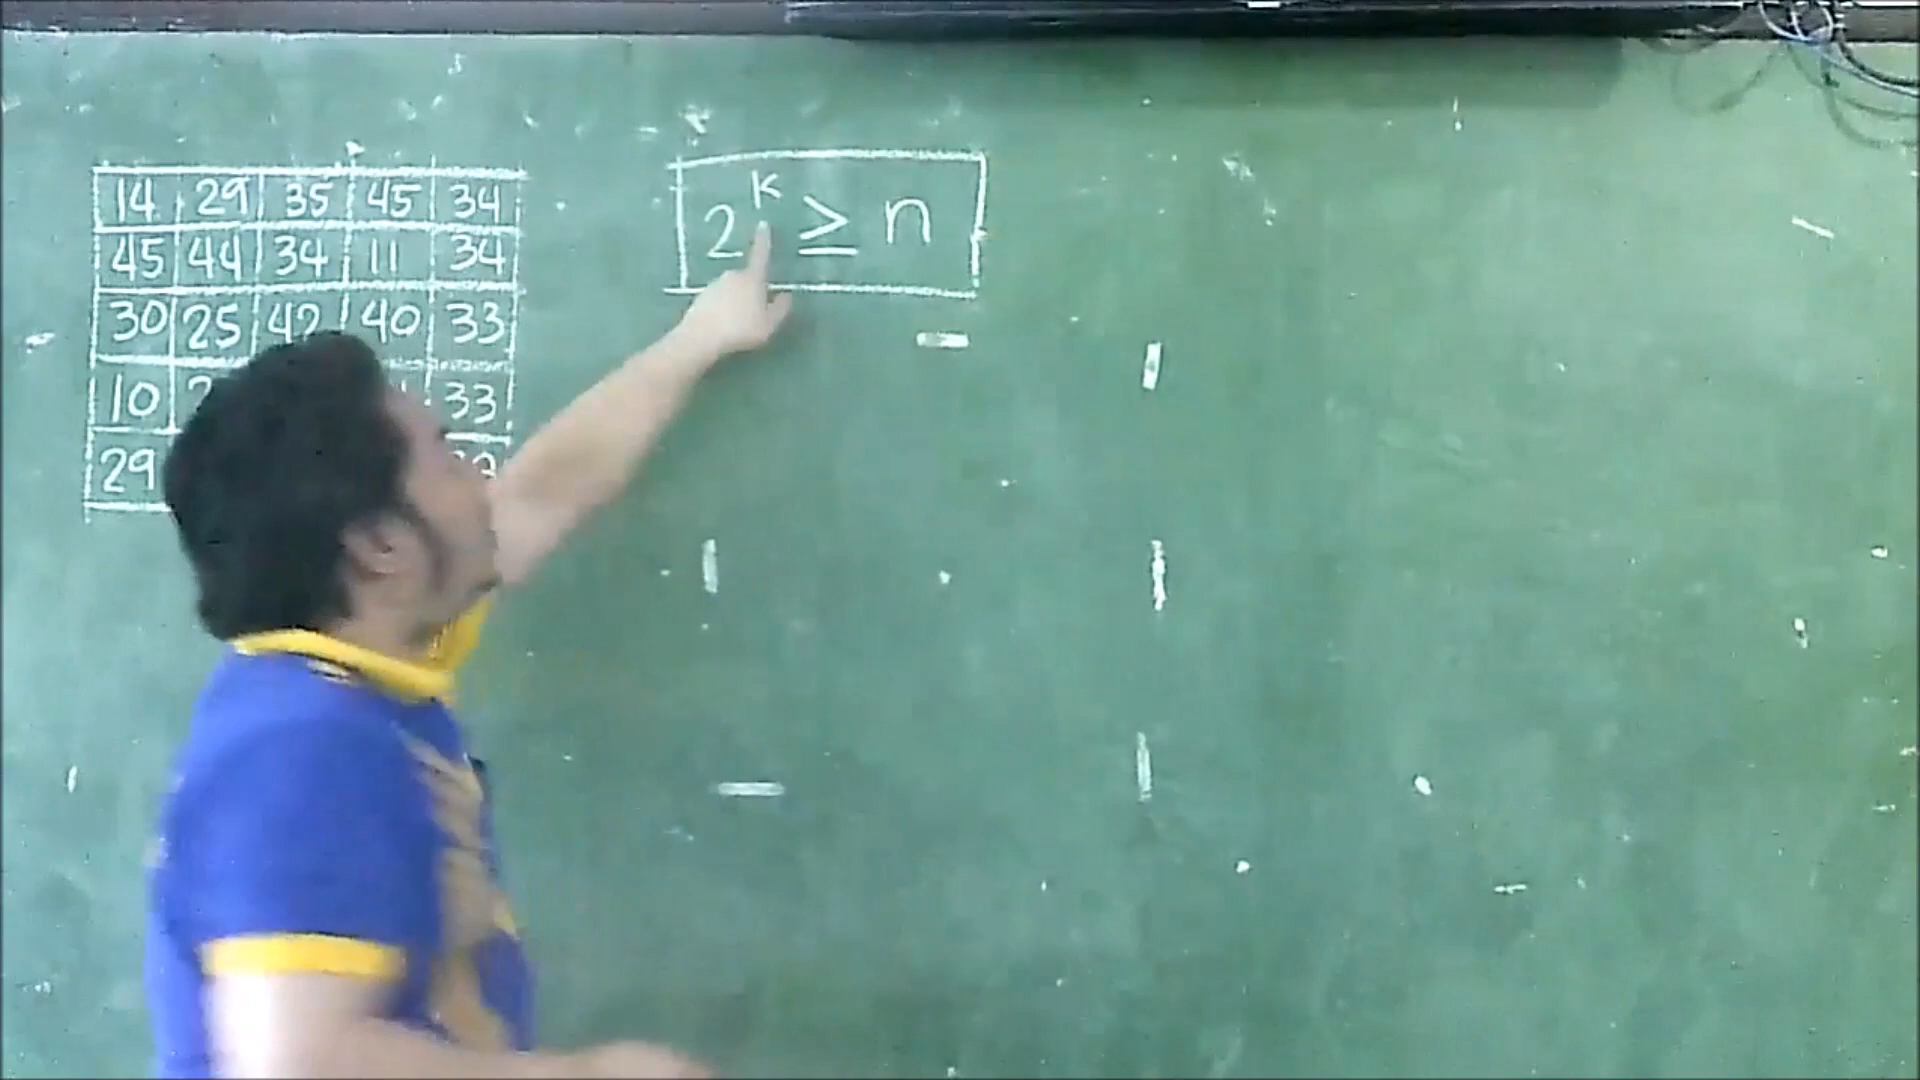 14 29 35 45 34
45 44 34 11 34
30 25 42 40 33
10 33
29
2^k ≥ n